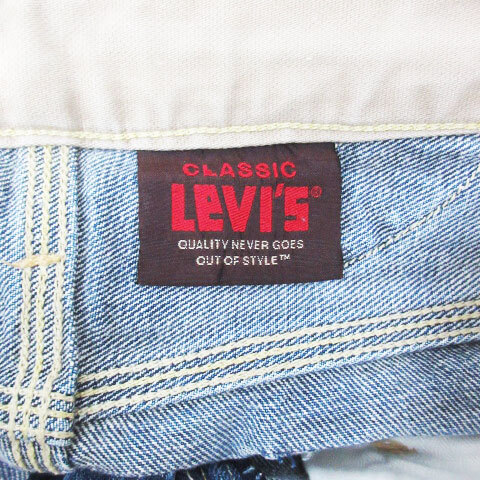 CLASSIC
LEVI'S®
QUALITY NEVER GOES
OUT OF STYLE™